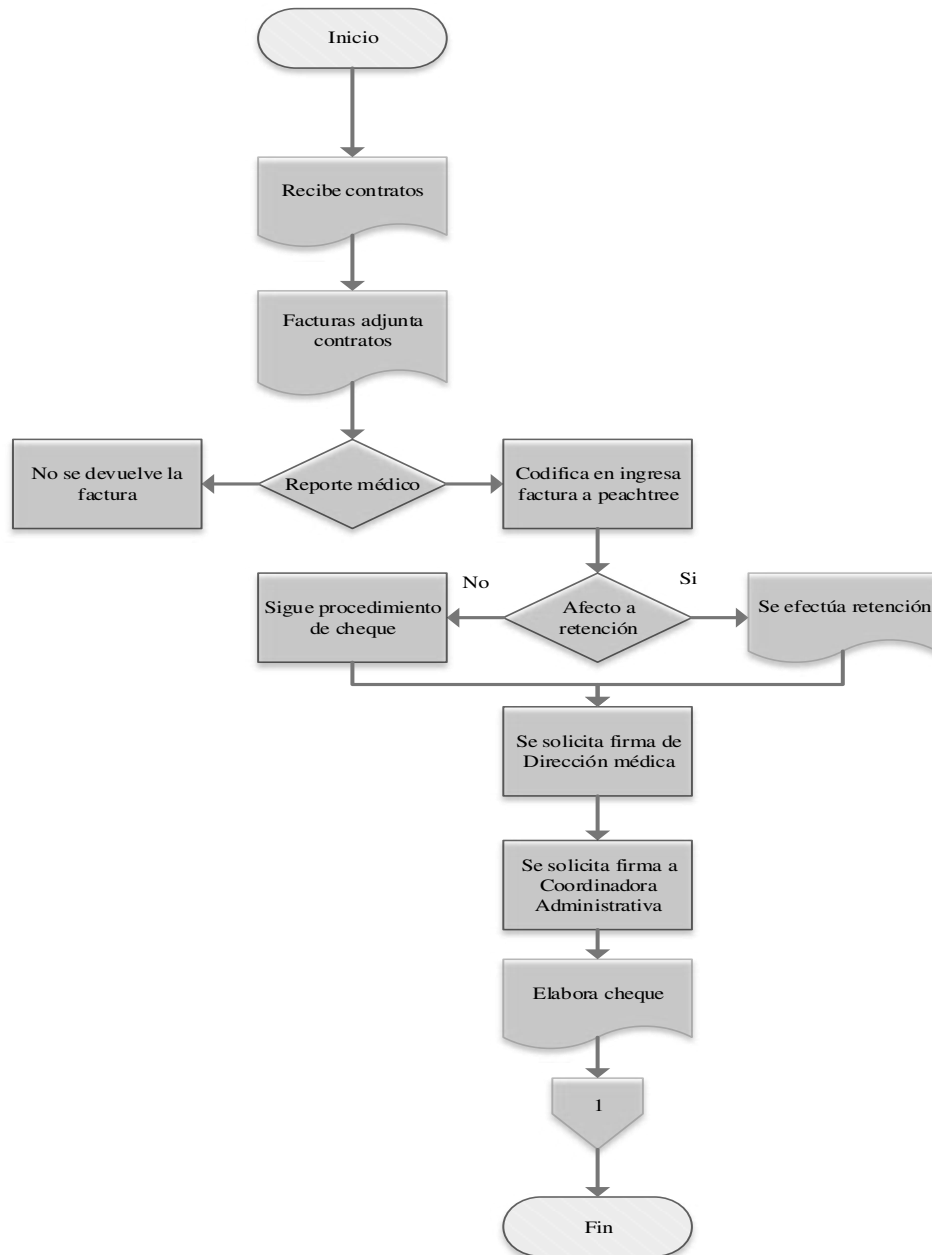 Inicio
Recibe contratos
Facturas adjunta
contratos
No se devuelve la
factura
Reporte médico
Codifica en ingresa
factura a peachtree
Sigue procedimiento
de cheque
No
Afecto a
retención
Si
Se efectúa retención
Se solicita firma de
Dirección médica
Se solicita firma a
Coordinadora
Administrativa
Elabora cheque
1
Fin